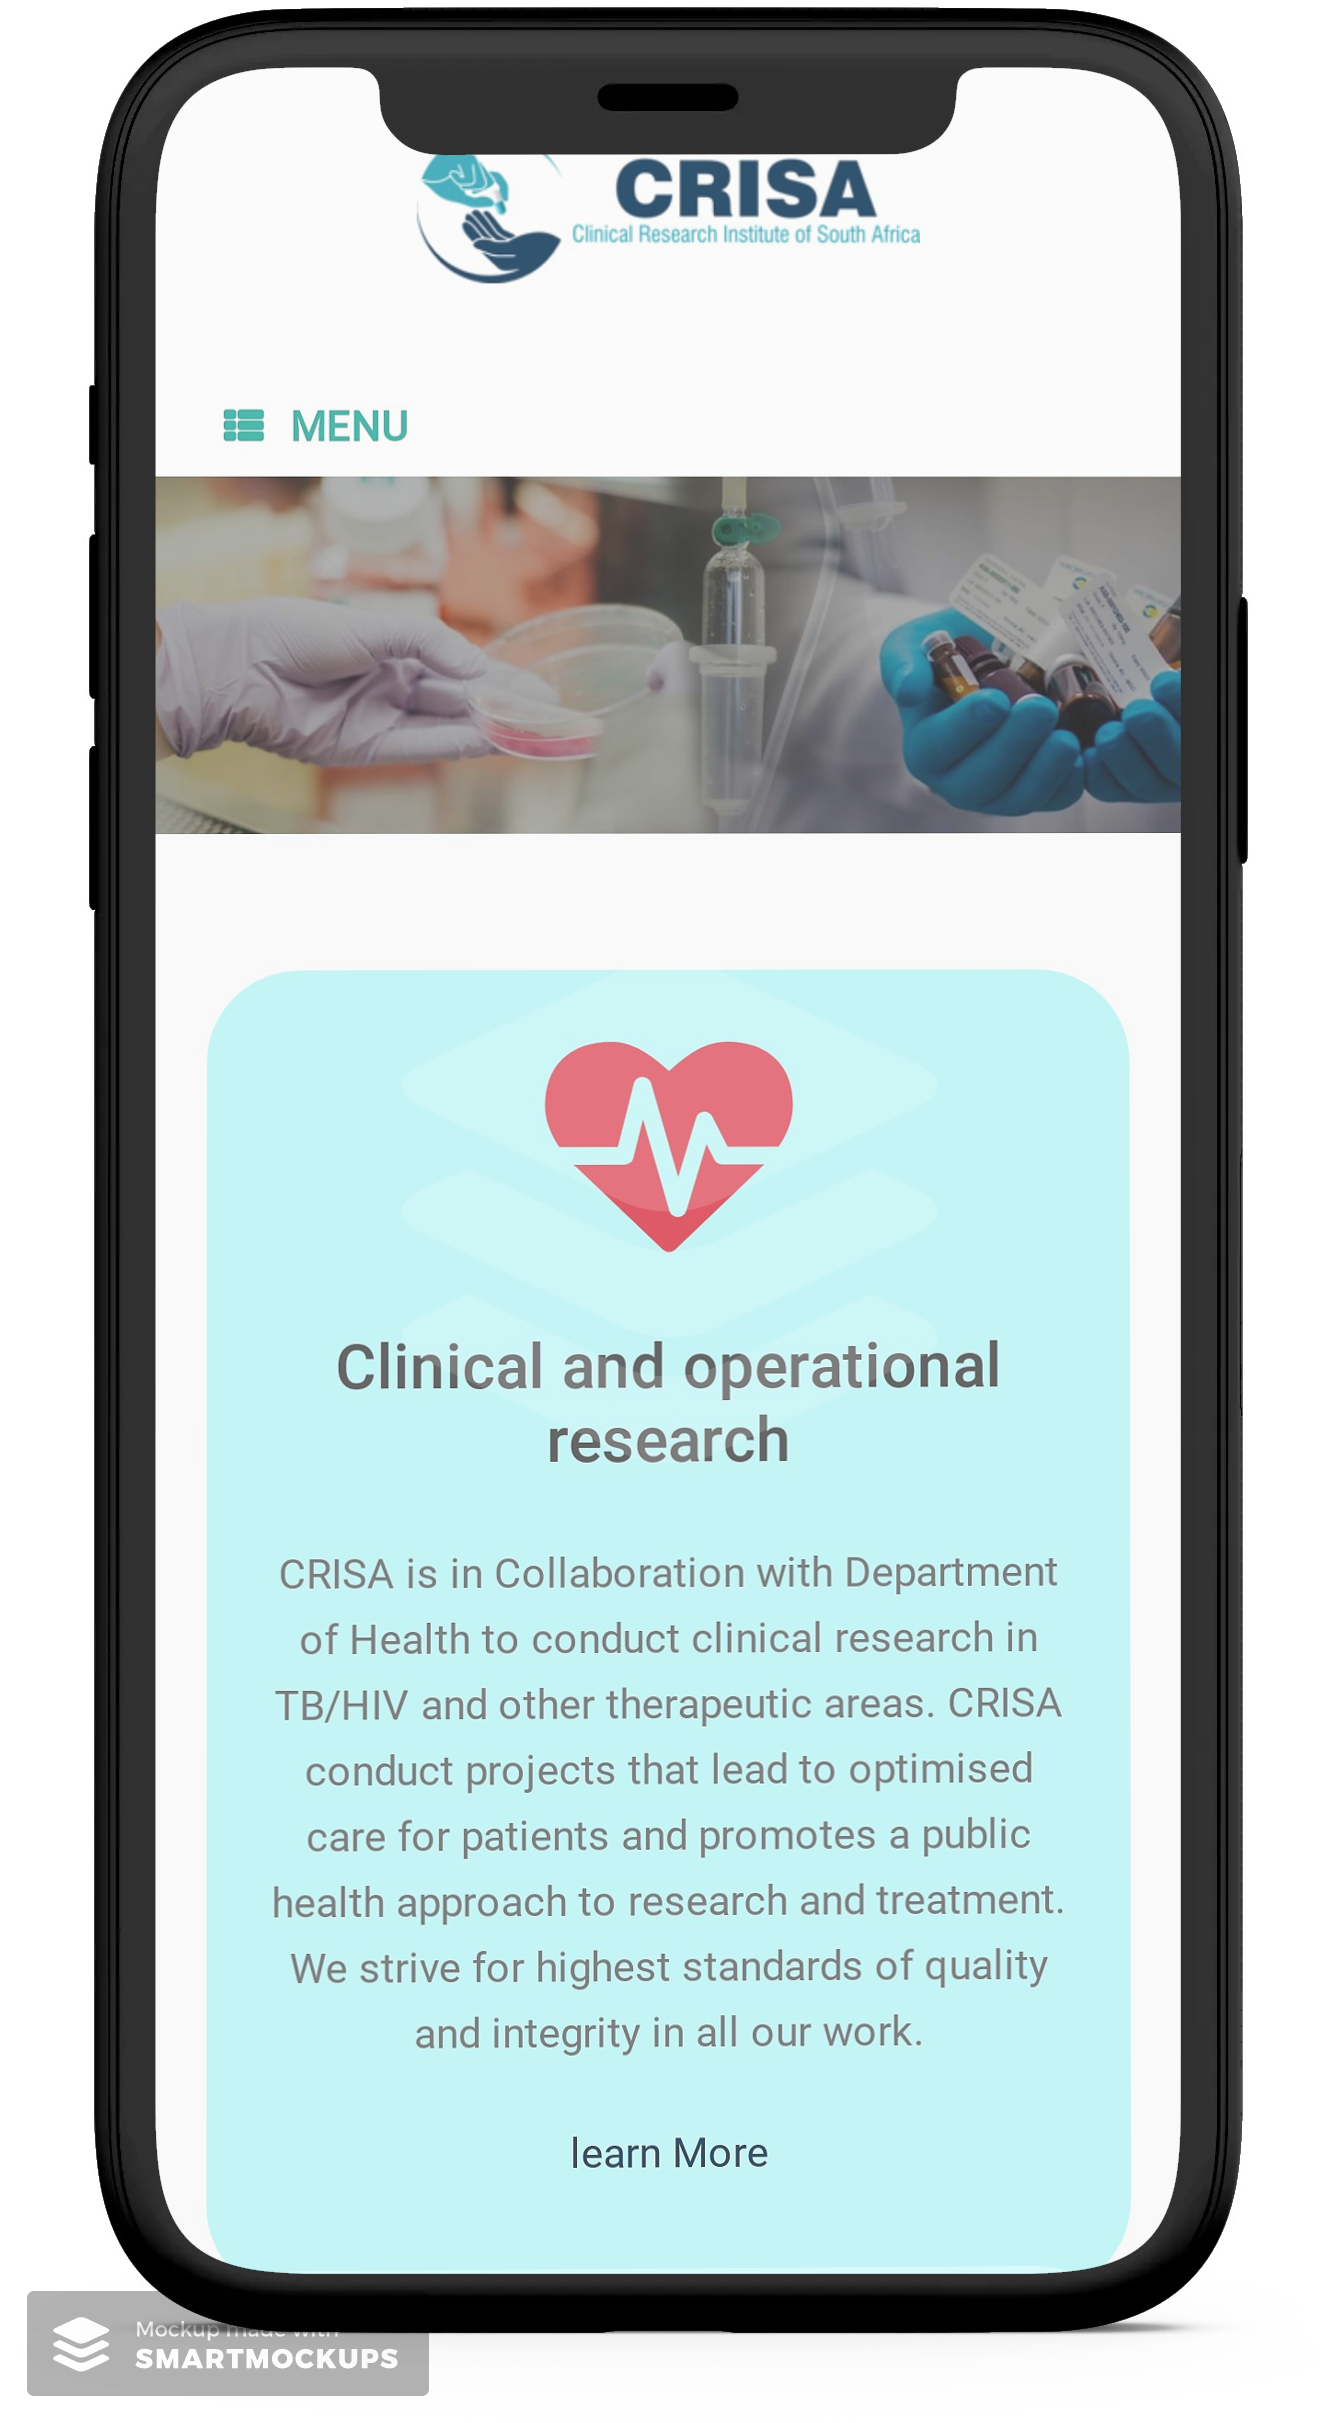 CRISA
Clinical Research Institute of South Africa
MENU
Clinical and operational
research
CRISA is in Collaboration with Department
of Health to conduct clinical research in
TB/HIV and other therapeutic areas. CRISA
conduct projects that lead to optimised
care for patients and promotes a public
health approach to research and treatment.
We strive for highest standards of quality
and integrity in all our work.
learn More
Mockup made with
SMARTMOCKUPS